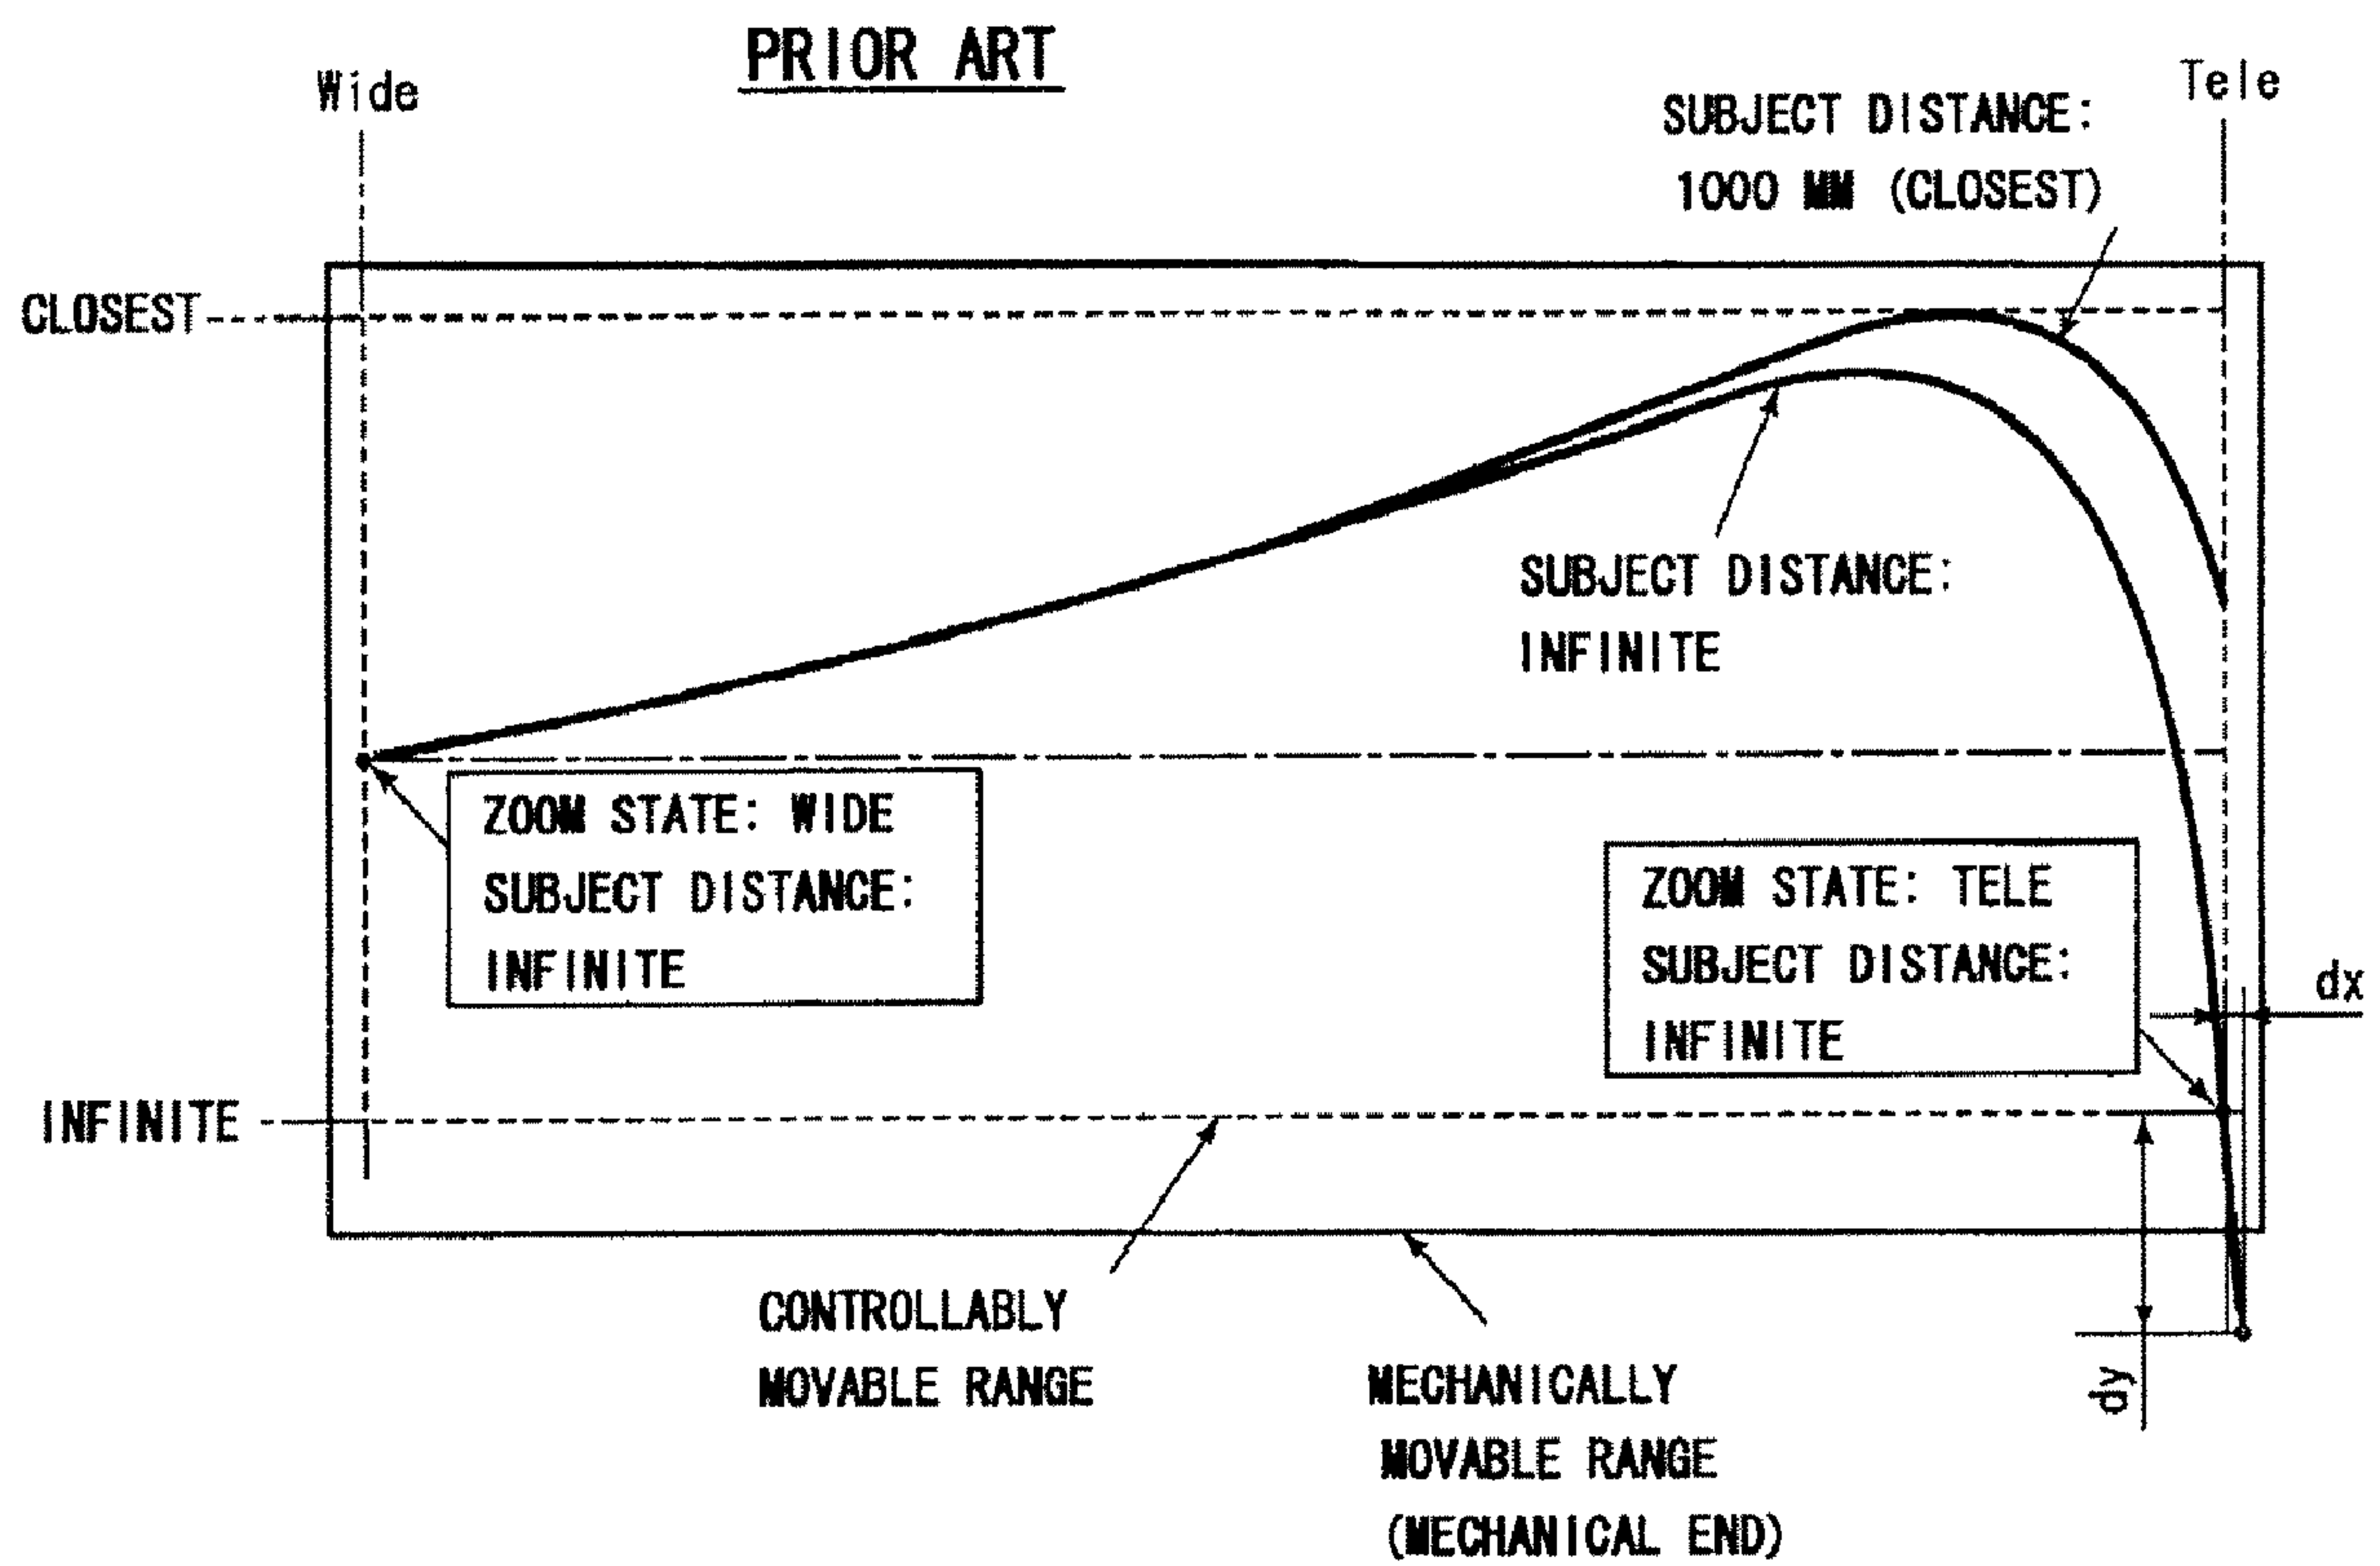 PRIOR ART
Wide
Tele
SUBJECT DISTANCE:
1000 MM (CLOSEST)
CLOSEST
SUBJECT DISTANCE:
INFINITE
ZOOM STATE: WIDE
SUBJECT DISTANCE:
INFINITE
ZOOM STATE: TELE
SUBJECT DISTANCE:
INFINITE
dx
INFINITE
CONTROLLABLY
MOVABLE RANGE
MECHANICALLY
MOVABLE RANGE
(MECHANICAL END)
dy